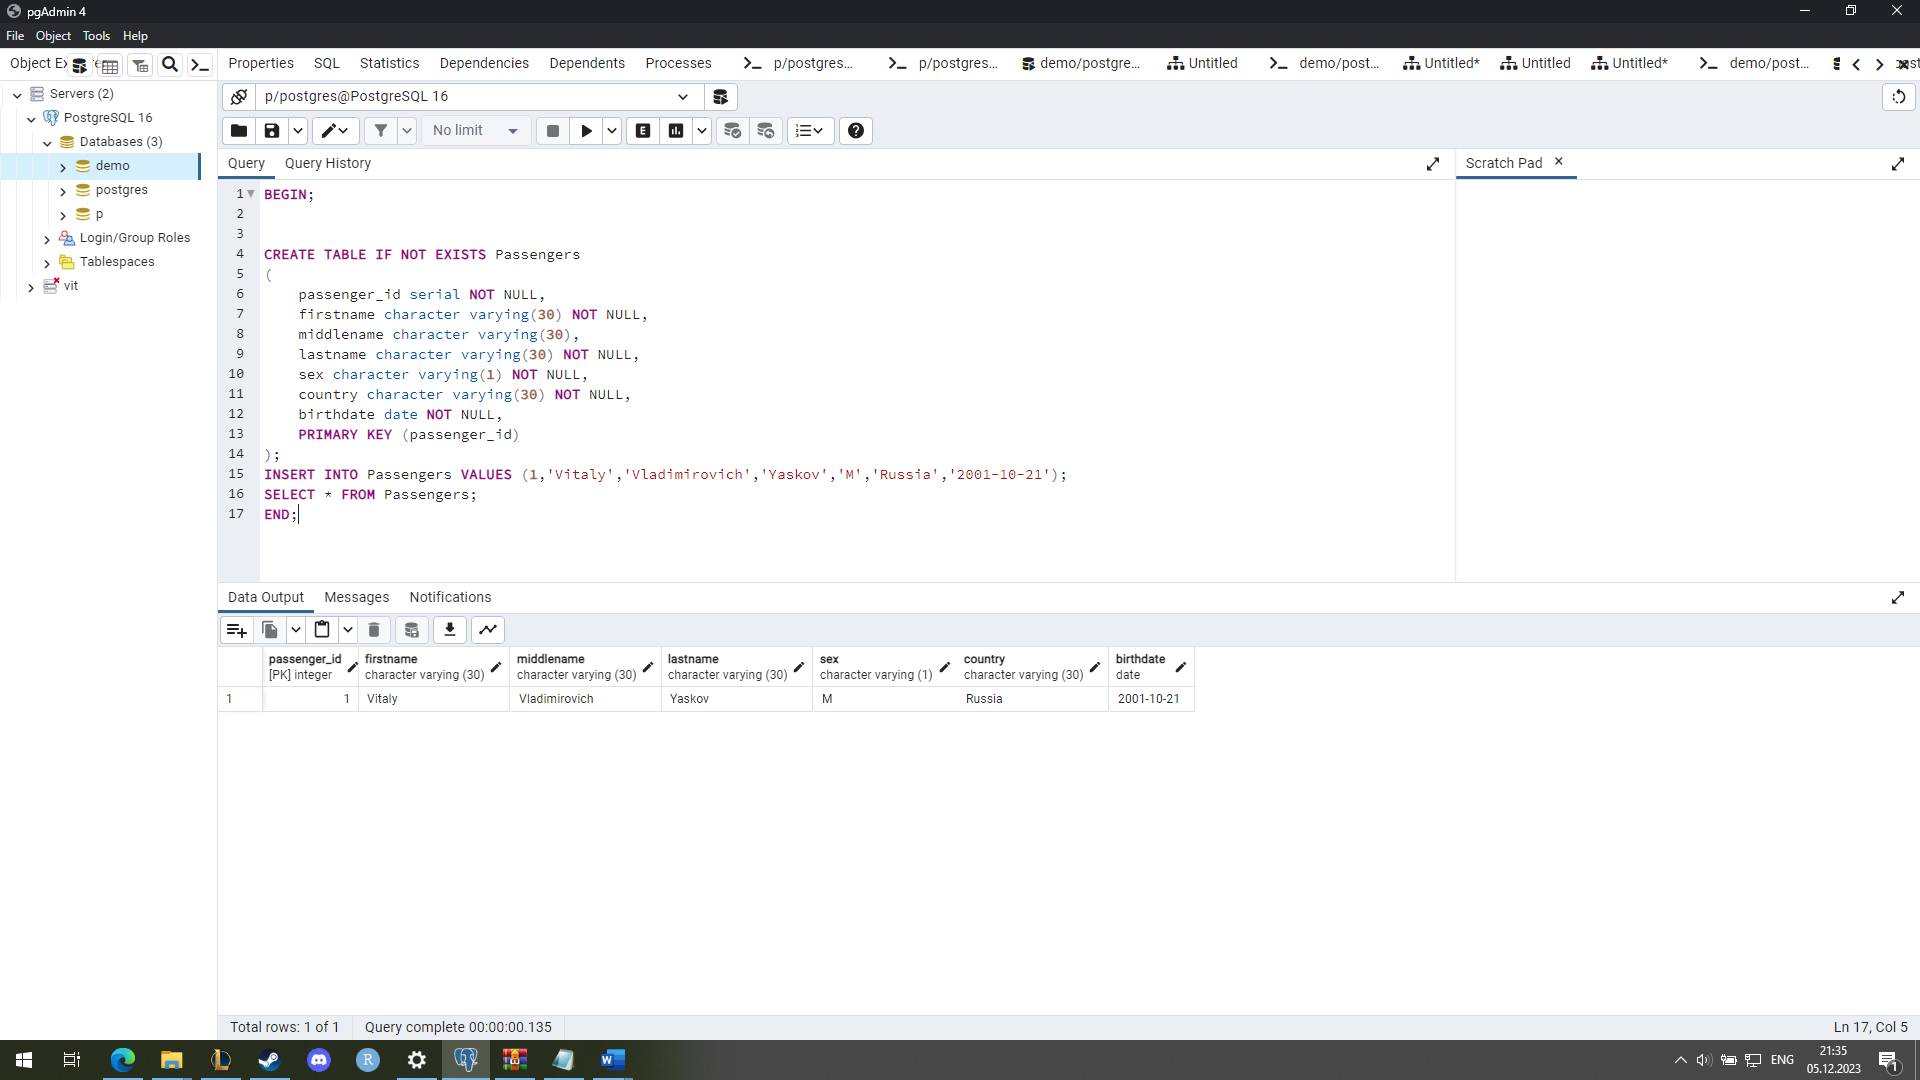 pgAdmin 4
File Object Tools Help
Object Ex
Properties SQL Statistics Dependencies Dependents Processes p/postgres... p/postgres... demo/postgre... Untitled demo/post... Untitled* Untitled Untitled* demo/post...
Servers (2)
PostgreSQL 16
Databases (3)
demo
postgres
p
Login/Group Roles
Tablespaces
vit
p/postgres@PostgreSQL 16
No limit
Query Query History
Scratch Pad
1 BEGIN;
2
3
4 CREATE TABLE IF NOT EXISTS Passengers
5 (
6 passenger_id serial NOT NULL,
7 firstname character varying(30) NOT NULL,
8 middlename character varying(30),
9 lastname character varying(30) NOT NULL,
10 sex character varying(1) NOT NULL,
11 country character varying(30) NOT NULL,
12 birthdate date NOT NULL,
13 PRIMARY KEY (passenger_id)
14 );
15 INSERT INTO Passengers VALUES (1,'Vitaly','Vladimirovich','Yaskov','M','Russia','2001-10-21');
16 SELECT * FROM Passengers;
17 END;
Data Output Messages Notifications
passenger_id firstname middlename lastname sex country birthdate
[PK] integer character varying (30) character varying (30) character varying (30) character varying (1) character varying (30) date
1 1 Vitaly Vladimirovich Yaskov M Russia 2001-10-21
Total rows: 1 of 1 Query complete 00:00:00.135 Ln 17, Col 5
ENG
21:35
05.12.2023
1